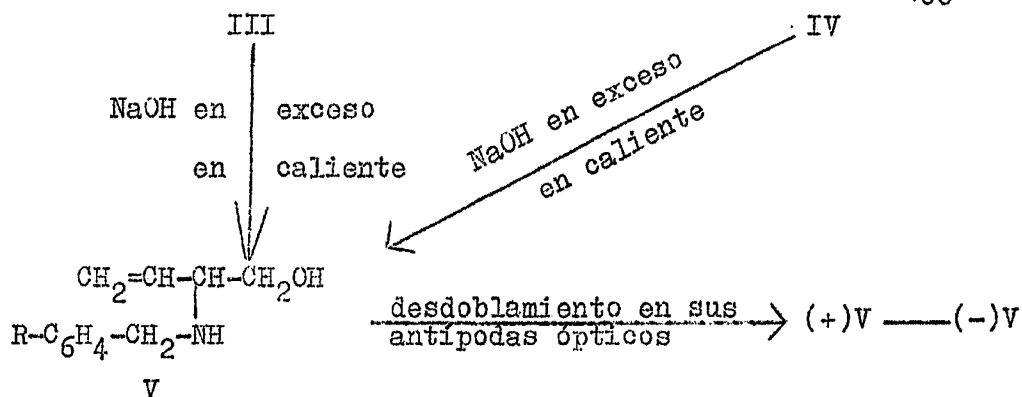 III
IV
NaOH en exceso
en caliente
NaOH en exceso
en caliente
CH₂=CH-CH-CH₂OH
R-C₆H₄-CH₂-NH
V
desdoblamiento en sus
antípodas ópticos
(+)V ——(-)V